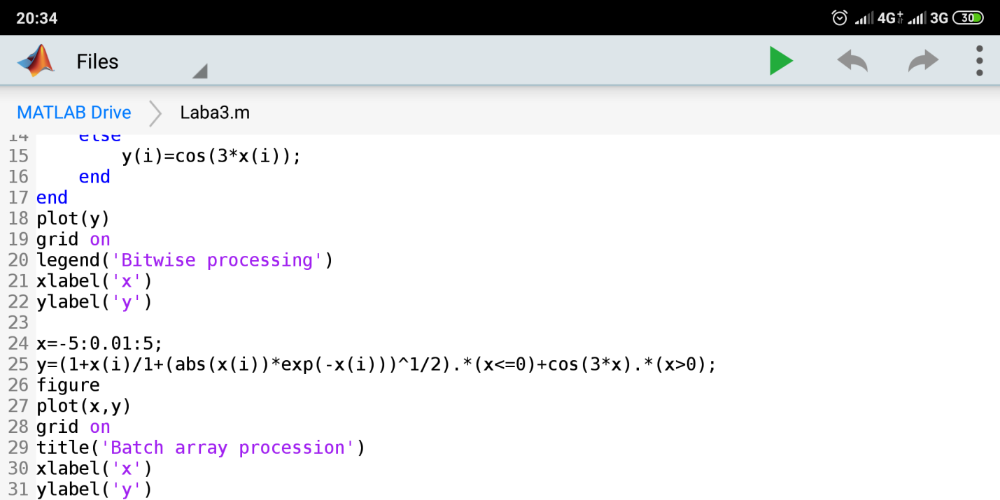 20:34 4G+ 3G 30
Files
MATLAB Drive Laba3.m
14 else
15 y(i)=cos(3*x(i));
16 end
17 end
18 plot(y)
19 grid on
20 legend('Bitwise processing')
21 xlabel('x')
22 ylabel('y')
23
24 x=-5:0.01:5;
25 y=(1+x(i)/1+(abs(x(i))*exp(-x(i)))^1/2).*(x<=0)+cos(3*x).*(x>0);
26 figure
27 plot(x,y)
28 grid on
29 title('Batch array procession')
30 xlabel('x')
31 ylabel('y')